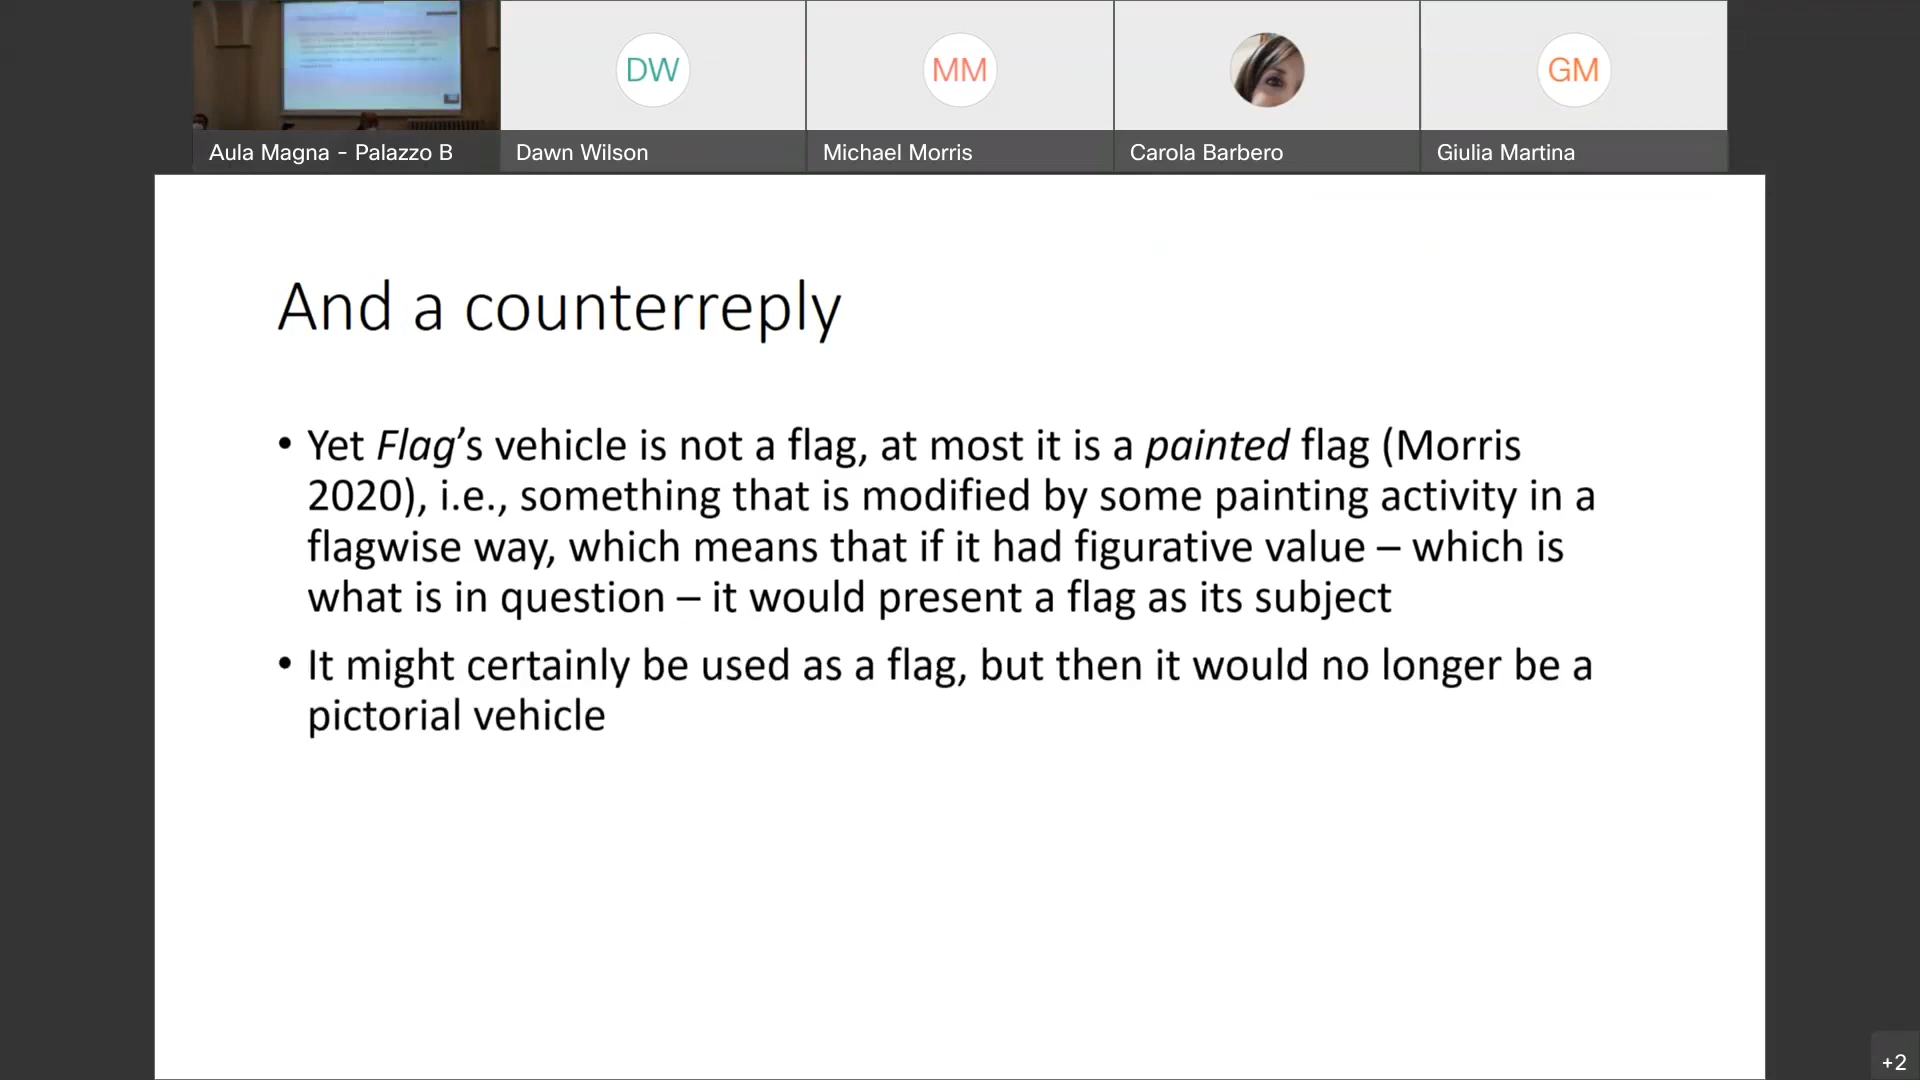 DW
MM
GM
Aula Magna - Palazzo B
Dawn Wilson
Michael Morris
Carola Barbero
Giulia Martina
And a counterreply
• Yet Flag’s vehicle is not a flag, at most it is a painted flag (Morris
2020), i.e., something that is modified by some painting activity in a
flagwise way, which means that if it had figurative value – which is
what is in question – it would present a flag as its subject
• It might certainly be used as a flag, but then it would no longer be a
pictorial vehicle
+2